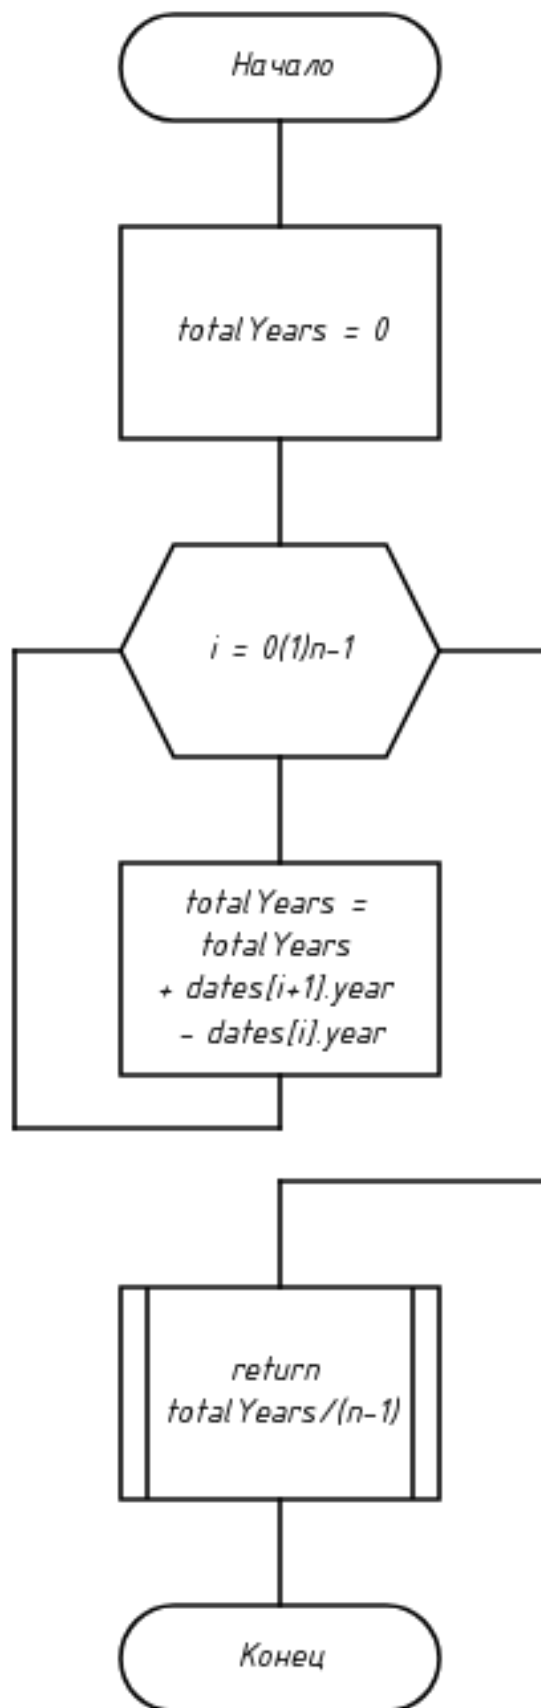 Начало
totalYears = 0
i = 0(1)n-1
totalYears =
totalYears
+ dates[i+1].year
- dates[i].year
return
totalYears/(n-1)
Конец